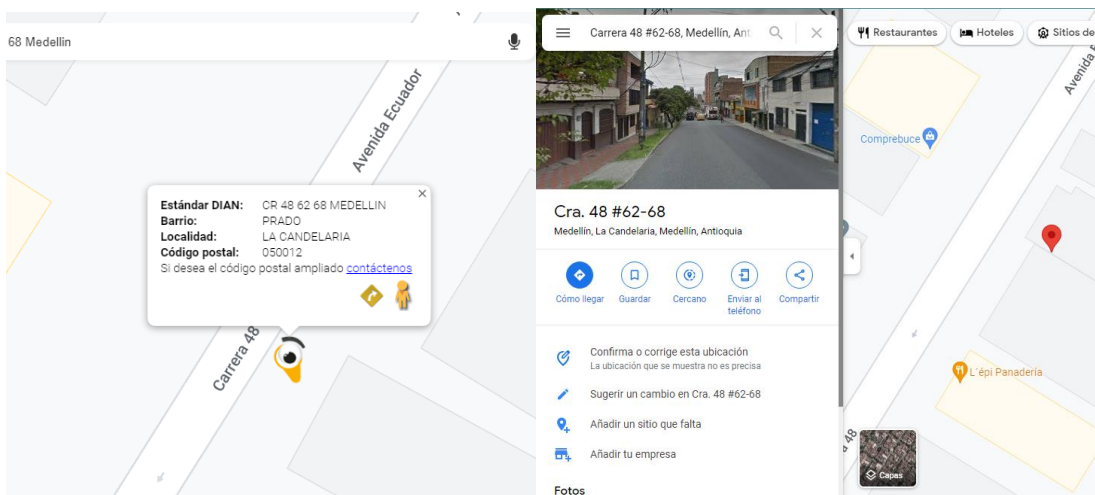 68 Medellin
Avenida Ecuador
Estándar DIAN: CR 48 62 68 MEDELLIN
Barrio: PRADO
Localidad: LA CANDELARIA
Código postal: 050012
Si desea el código postal ampliado contáctenos
Carrera 48
Carrera 48 #62-68, Medellín, Ant
Cra. 48 #62-68
Medellín, La Candelaria, Medellín, Antioquia
Cómo llegar
Guardar
Cercano
Enviar al
teléfono
Compartir
Confirma o corrige esta ubicación
La ubicación que se muestra no es precisa
Sugerir un cambio en Cra. 48 #62-68
Añadir un sitio que falta
Añadir tu empresa
Fotos
Restaurantes
Hoteles
Sitios de
Avenida E
Comprebuce
L'épi Panadería
48
Capas